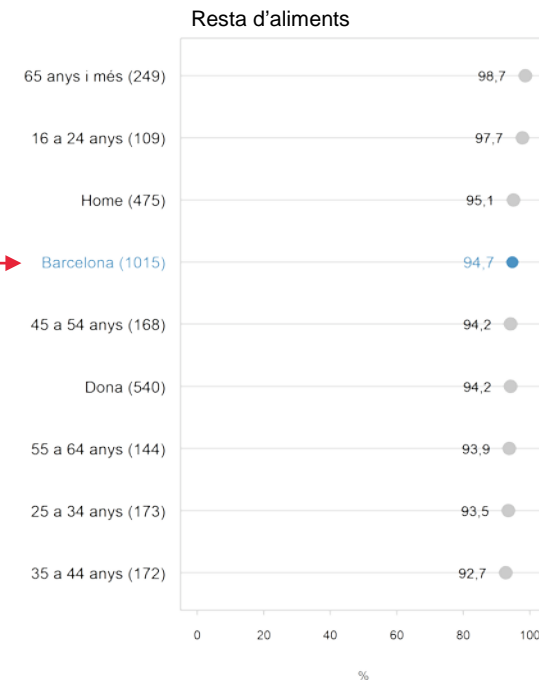 Resta d’aliments
65 anys i més (249) 98,7
16 a 24 anys (109) 97,7
Home (475) 95,1
Barcelona (1015) 94,7
45 a 54 anys (168) 94,2
Dona (540) 94,2
55 a 64 anys (144) 93,9
25 a 34 anys (173) 93,5
35 a 44 anys (172) 92,7
0 20 40 60 80 100
%